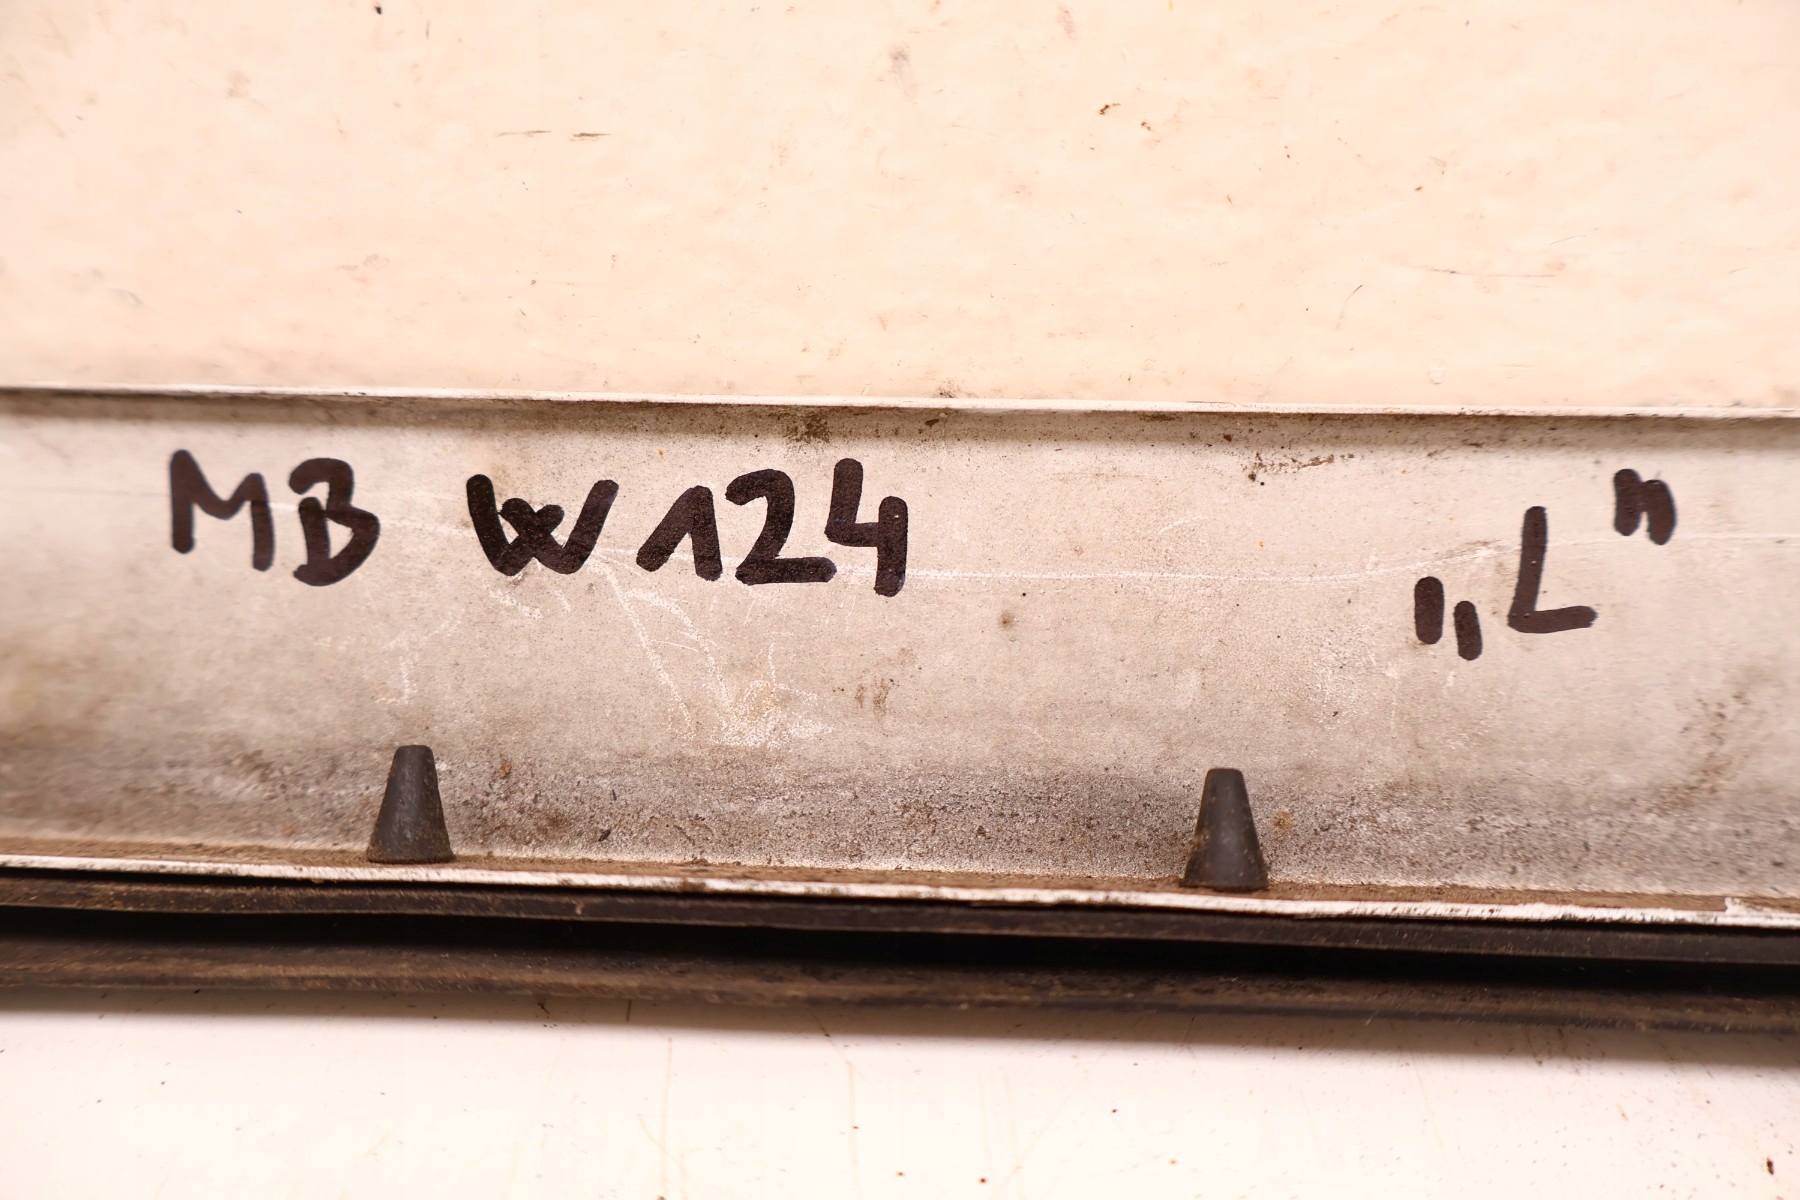 MB W124 „L”